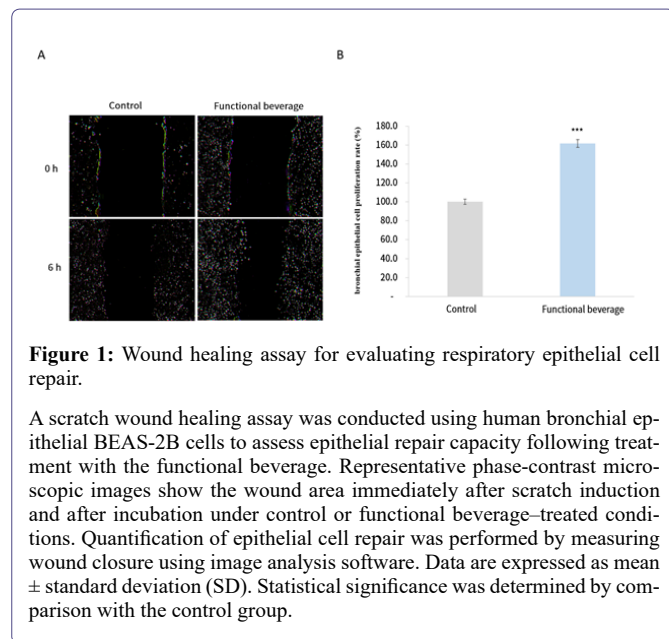 A
B
Control
Functional beverage
0 h
6 h
bronchial epithelial cell proliferation rate (%)
180.0
160.0
140.0
120.0
100.0
80.0
60.0
40.0
20.0
-
***
Control
Functional beverage
Figure 1: Wound healing assay for evaluating respiratory epithelial cell
repair.
A scratch wound healing assay was conducted using human bronchial ep-
ithelial BEAS-2B cells to assess epithelial repair capacity following treat-
ment with the functional beverage. Representative phase-contrast micro-
scopic images show the wound area immediately after scratch induction
and after incubation under control or functional beverage–treated condi-
tions. Quantification of epithelial cell repair was performed by measuring
wound closure using image analysis software. Data are expressed as mean
± standard deviation (SD). Statistical significance was determined by com-
parison with the control group.